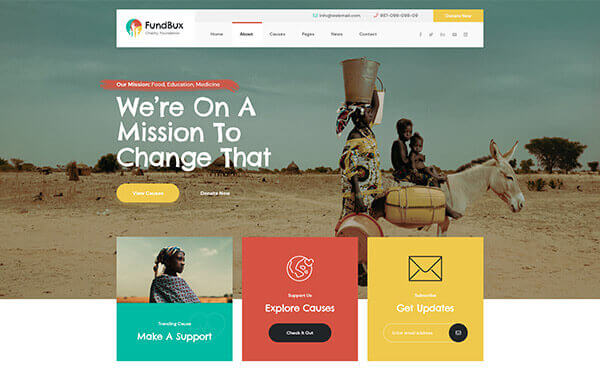 FundBux
Charity Foundation
info@webmail.com
957-098-098-09
Donate Now
Home
About
Causes
Pages
News
Contact
Our Mission: Food, Education, Medicine
We're On A
Mission To
Change That
View Causes
Donate Now
Trending Cause
Make A Support
Support Us
Explore Causes
Check It Out
Subscribe
Get Updates
Enter email address